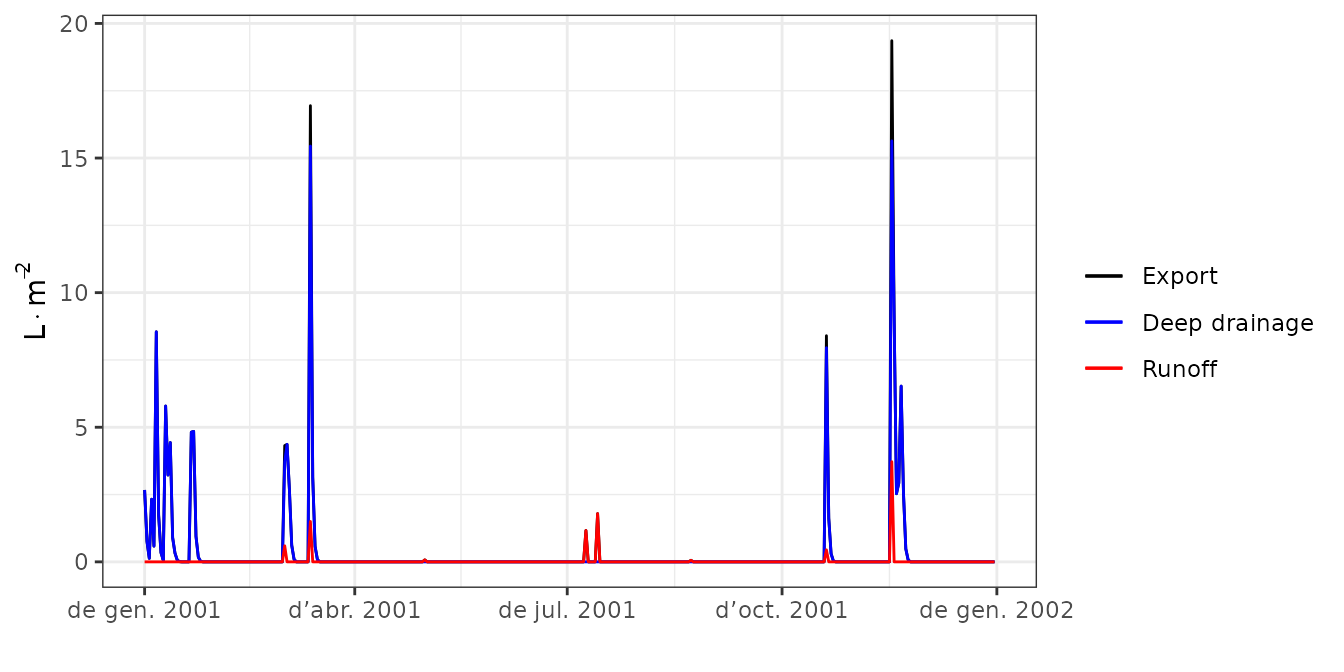 20
15
10
5
0
L · m⁻²
de gen. 2001
d’abr. 2001
de jul. 2001
d’oct. 2001
de gen. 2002
Export
Deep drainage
Runoff